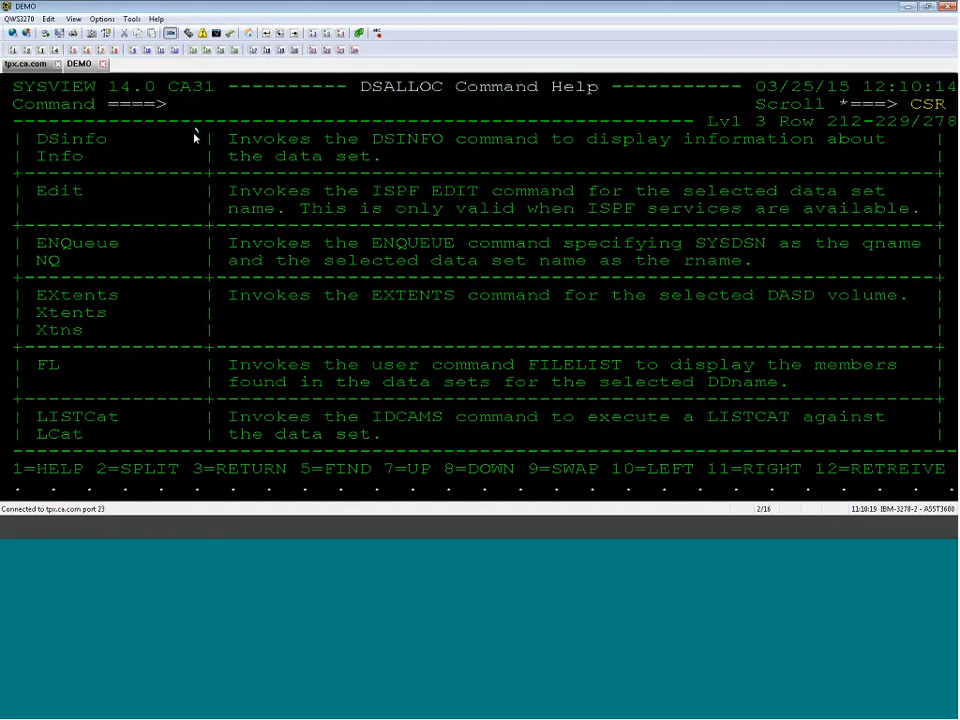 DEMO
QWS3270 Edit View Options Tools Help
tpx.ca.com DEMO
SYSVIEW 14.0 CA31 ---------- DSALLOC Command Help ----------- 03/25/15 12:10:14
Command ====> Scroll *===> CSR
---------------------------------------------------------- Lvl 3 Row 212-229/278
| DSinfo | Invokes the DSINFO command to display information about |
| Info | the data set. |
+---------------+-------------------------------------------------------------+
| Edit | Invokes the ISPF EDIT command for the selected data set |
| | name. This is only valid when ISPF services are available. |
+---------------+-------------------------------------------------------------+
| ENQueue | Invokes the ENQUEUE command specifying SYSDSN as the qname |
| NQ | and the selected data set name as the rname. |
+---------------+-------------------------------------------------------------+
| EXtents | Invokes the EXTENTS command for the selected DASD volume. |
| Xtents | |
| Xtns | |
+---------------+-------------------------------------------------------------+
| FL | Invokes the user command FILELIST to display the members |
| | found in the data sets for the selected DDname. |
+---------------+-------------------------------------------------------------+
| LISTCat | Invokes the IDCAMS command to execute a LISTCAT against |
| LCat | the data set. |
-------------------------------------------------------------------------------
1=HELP 2=SPLIT 3=RETURN 5=FIND 7=UP 8=DOWN 9=SWAP 10=LEFT 11=RIGHT 12=RETREIVE
Connected to tpx.ca.com port 23 2/16 11:10:19 IBM-3278-2 - A55T3600